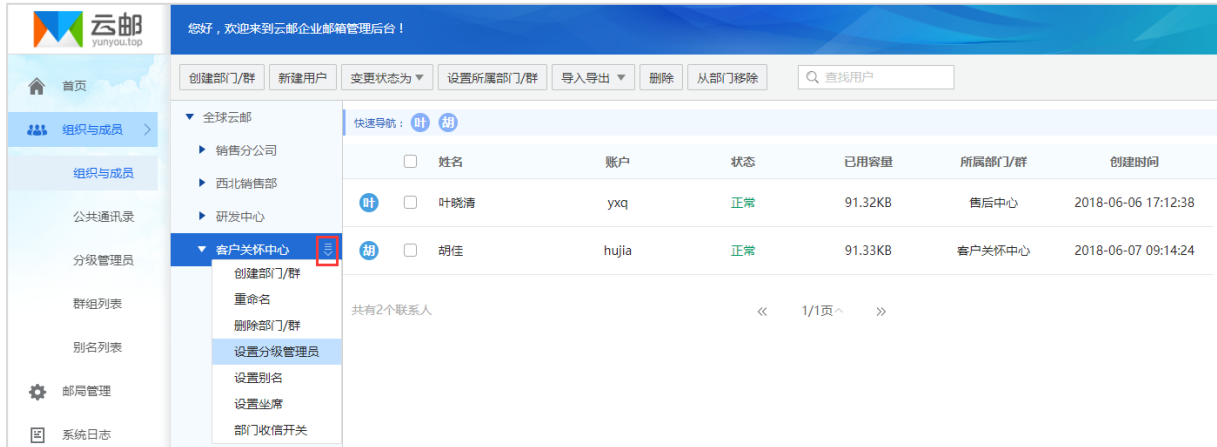 云邮
yunyou.top
您好，欢迎来到云邮企业邮箱管理后台！
首页
组织与成员
组织与成员
公共通讯录
分级管理员
群组列表
别名列表
邮局管理
系统日志
创建部门/群 新建用户 变更状态为 设置所属部门/群 导入导出 删除 从部门移除 查找用户
全球云邮
销售分公司
西北销售部
研发中心
客户关怀中心
创建部门/群
重命名
删除部门/群
设置分级管理员
设置别名
设置坐席
部门收信开关
快速导航： 叶 胡
姓名 账户 状态 已用容量 所属部门/群 创建时间
叶 叶晓清 yxq 正常 91.32KB 售后中心 2018-06-06 17:12:38
胡 胡佳 hujia 正常 91.33KB 客户关怀中心 2018-06-07 09:14:24
共有2个联系人 « 1/1页 »